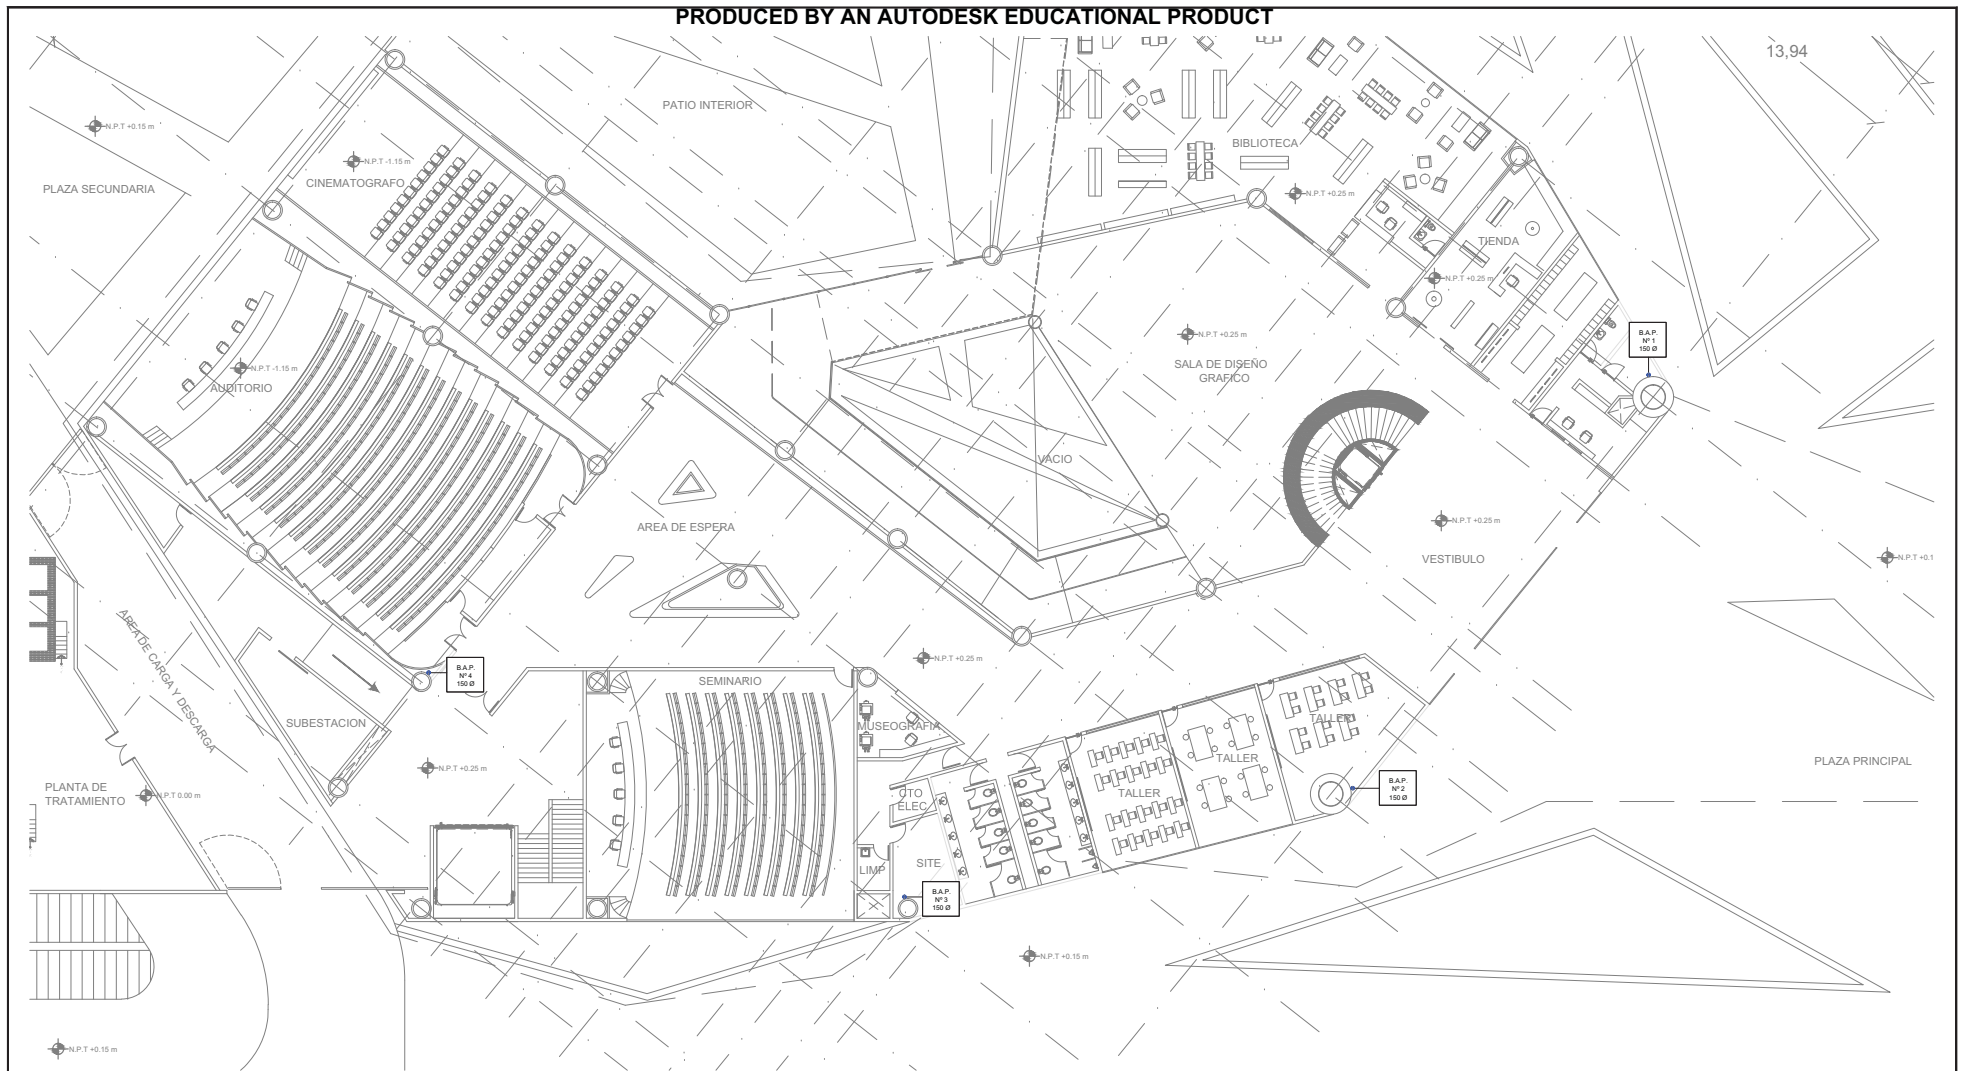 PRODUCED BY AN AUTODESK EDUCATIONAL PRODUCT
13,94
PATIO INTERIOR
N.P.T +0.15 m
BIBLIOTECA
N.P.T -1.15 m
CINEMATOGRAFO
PLAZA SECUNDARIA
N.P.T +0.25 m
TIENDA
N.P.T +0.25 m
N.P.T +0.25 m
B.A.P.
Nº 1
150 Ø
N.P.T -1.15 m
AUDITORIO
SALA DE DISEÑO
GRAFICO
VACIO
N.P.T +0.25 m
AREA DE ESPERA
VESTIBULO
N.P.T +0.1
AREA DE CARGA Y DESCARGA
N.P.T +0.25 m
B.A.P.
Nº 4
150 Ø
SEMINARIO
SUBESTACION
MUSEOGRAFIA
TALLER
TALLER
TALLER
PLAZA PRINCIPAL
N.P.T +0.25 m
B.A.P.
Nº 2
150 Ø
PLANTA DE
TRATAMIENTO
N.P.T 0.00 m
CTO
ELEC
SITE
LIMP
B.A.P.
Nº 3
150 Ø
N.P.T +0.15 m
N.P.T +0.15 m